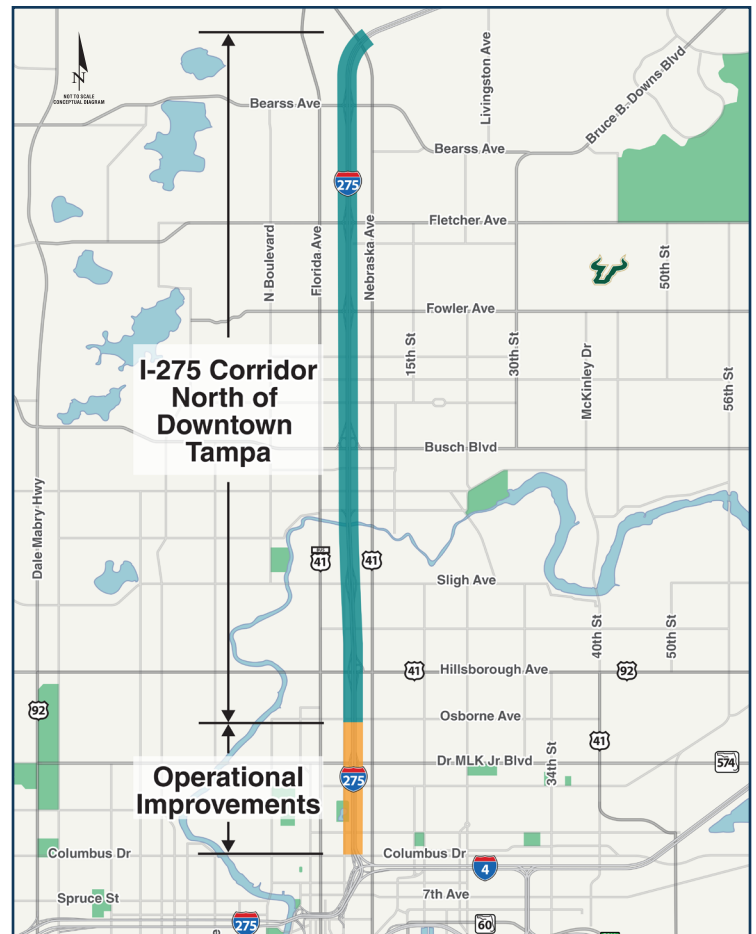 N
NOT TO SCALE
CONCEPTUAL DIAGRAM
Livingston Ave
Bruce B. Downs Blvd
Bearss Ave
Bearss Ave
275
Fletcher Ave
N Boulevard
Florida Ave
Nebraska Ave
50th St
Fowler Ave
15th St
30th St
McKinley Dr
56th St
I-275 Corridor
North of
Downtown
Tampa
Busch Blvd
Dale Mabry Hwy
41
41
Sligh Ave
40th St
50th St
41
Hillsborough Ave
92
92
Osborne Ave
41
34th St
Dr MLK Jr Blvd
574
275
Operational
Improvements
Columbus Dr
Columbus Dr
4
Spruce St
7th Ave
275
60